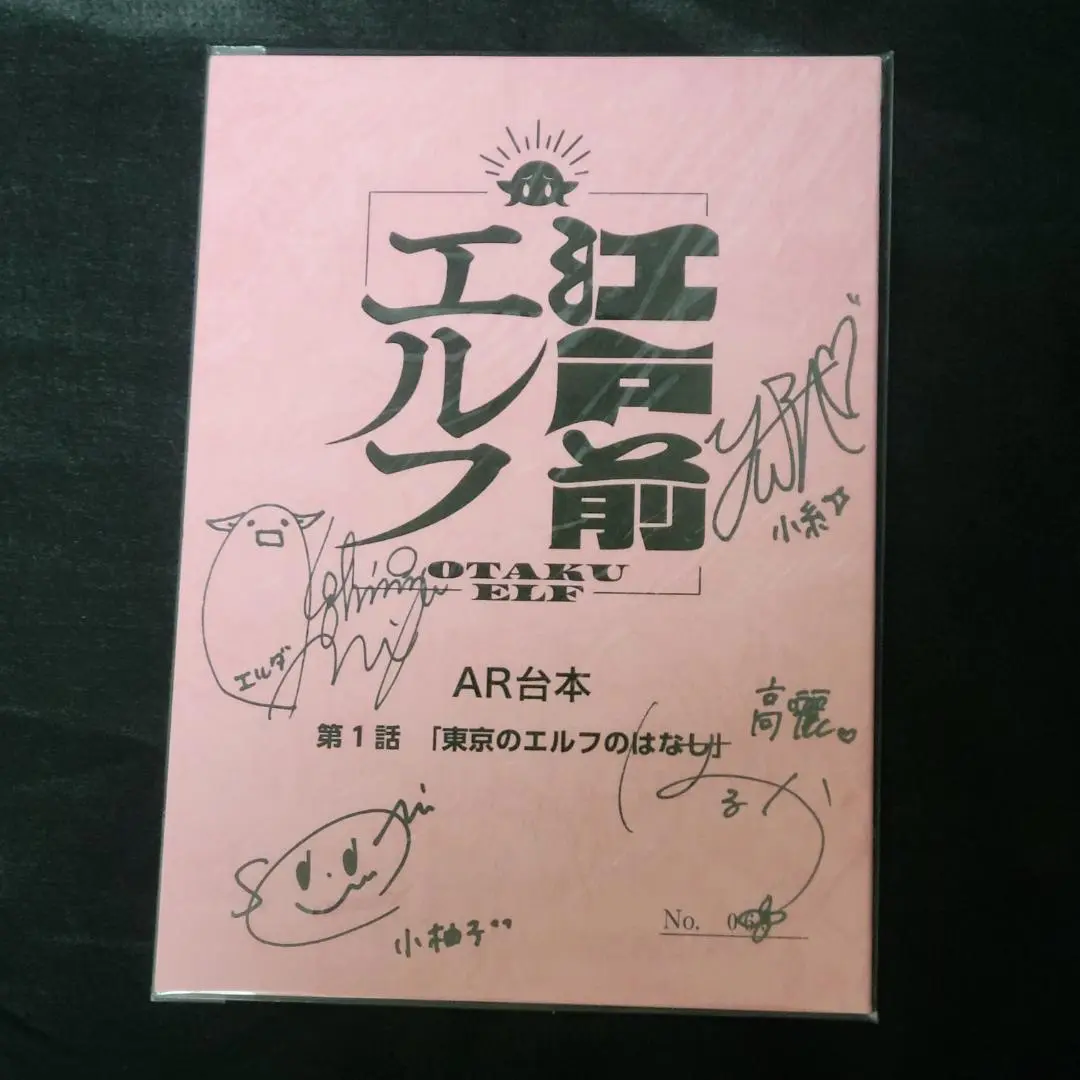 江戸前
エルフ
OTAKU
ELF
小糸
エルダ
AR台本
高麗
第1話 「東京のエルフのはなし」
小柚子
No. 06